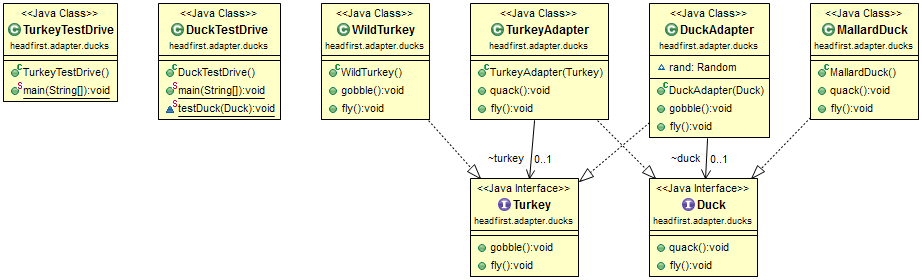 <<Java Class>>
TurkeyTestDrive
headfirst.adapter.ducks
TurkeyTestDrive()
main(String[]):void
<<Java Class>>
DuckTestDrive
headfirst.adapter.ducks
DuckTestDrive()
main(String[]):void
testDuck(Duck):void
<<Java Class>>
WildTurkey
headfirst.adapter.ducks
WildTurkey()
gobble():void
fly():void
<<Java Class>>
TurkeyAdapter
headfirst.adapter.ducks
TurkeyAdapter(Turkey)
quack():void
fly():void
<<Java Class>>
DuckAdapter
headfirst.adapter.ducks
rand: Random
DuckAdapter(Duck)
gobble():void
fly():void
<<Java Class>>
MallardDuck
headfirst.adapter.ducks
MallardDuck()
quack():void
fly():void
~turkey 0..1
~duck 0..1
<<Java Interface>>
Turkey
headfirst.adapter.ducks
gobble():void
fly():void
<<Java Interface>>
Duck
headfirst.adapter.ducks
quack():void
fly():void